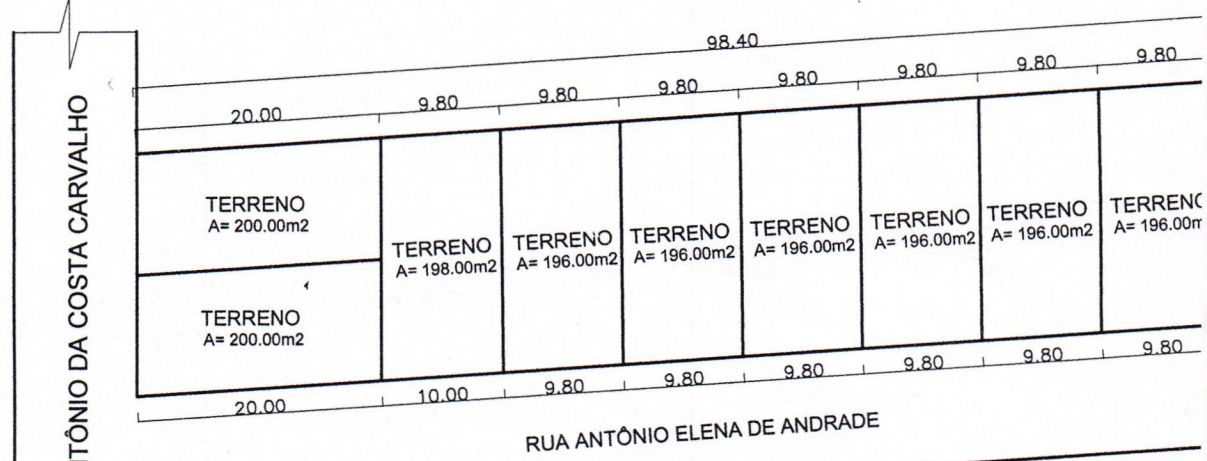 98.40
20.00 9.80 9.80 9.80 9.80 9.80 9.80 9.80
TERRENO
A= 200.00m2
TERRENO
A= 200.00m2
TERRENO
A= 198.00m2
TERRENO
A= 196.00m2
TERRENO
A= 196.00m2
TERRENO
A= 196.00m2
TERRENO
A= 196.00m2
TERRENO
A= 196.00m2
TERRENO
A= 196.00m
20.00 10.00 9.80 9.80 9.80 9.80 9.80 9.80
RUA ANTÔNIO ELENA DE ANDRADE
TÔNIO DA COSTA CARVALHO